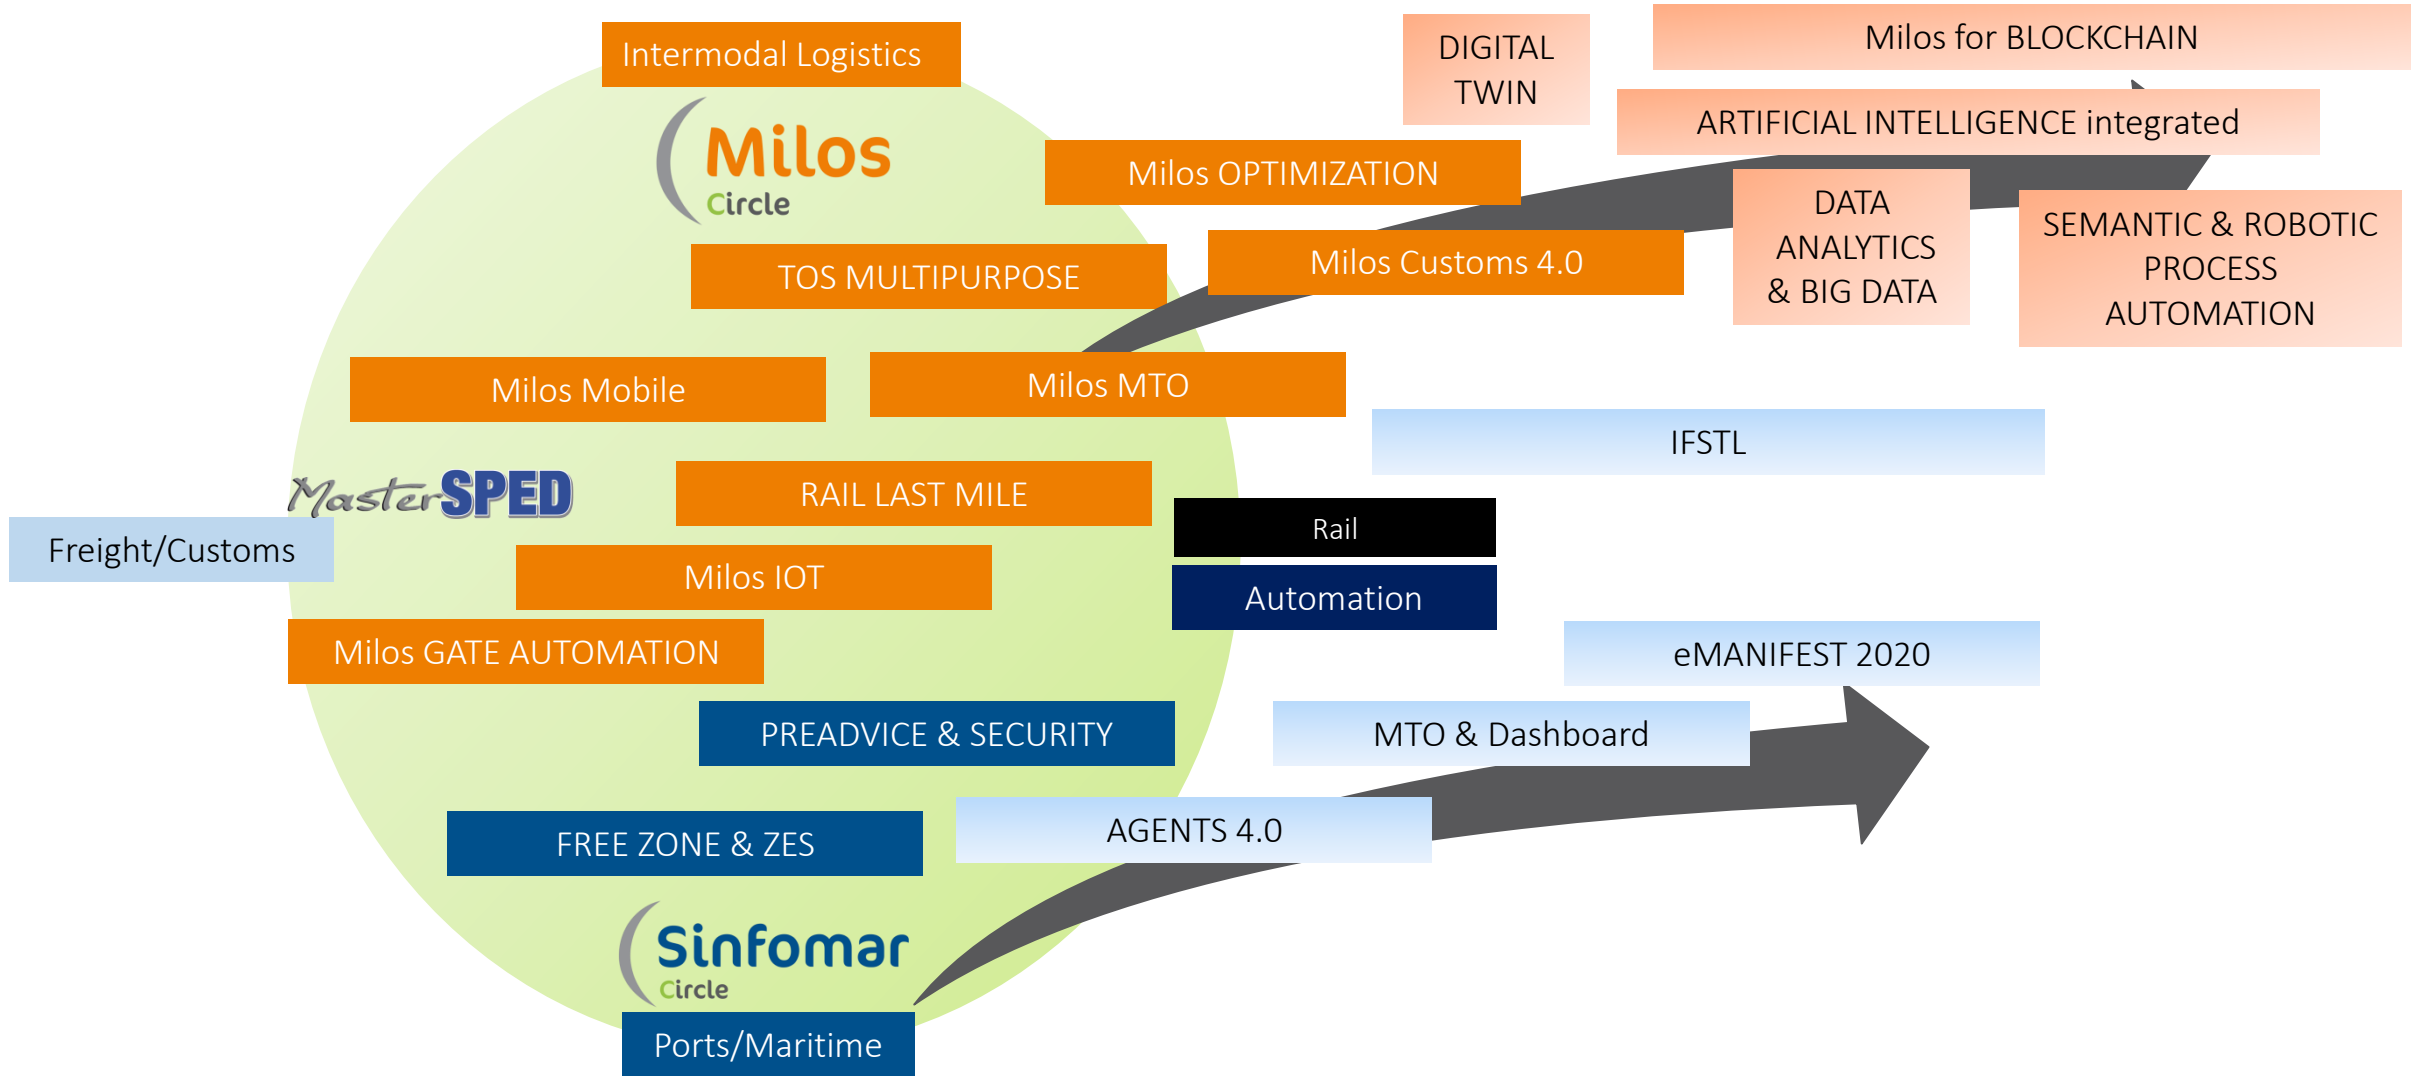 Intermodal Logistics
Milos
Circle
DIGITAL
TWIN
Milos for BLOCKCHAIN
ARTIFICIAL INTELLIGENCE integrated
Milos OPTIMIZATION
DATA
ANALYTICS
& BIG DATA
SEMANTIC & ROBOTIC
PROCESS
AUTOMATION
TOS MULTIPURPOSE
Milos Customs 4.0
Milos Mobile
Milos MTO
IFSTL
MasterSPED
Freight/Customs
RAIL LAST MILE
Rail
Milos IOT
Automation
Milos GATE AUTOMATION
eMANIFEST 2020
PREADVICE & SECURITY
MTO & Dashboard
FREE ZONE & ZES
AGENTS 4.0
Sinfomar
Circle
Ports/Maritime